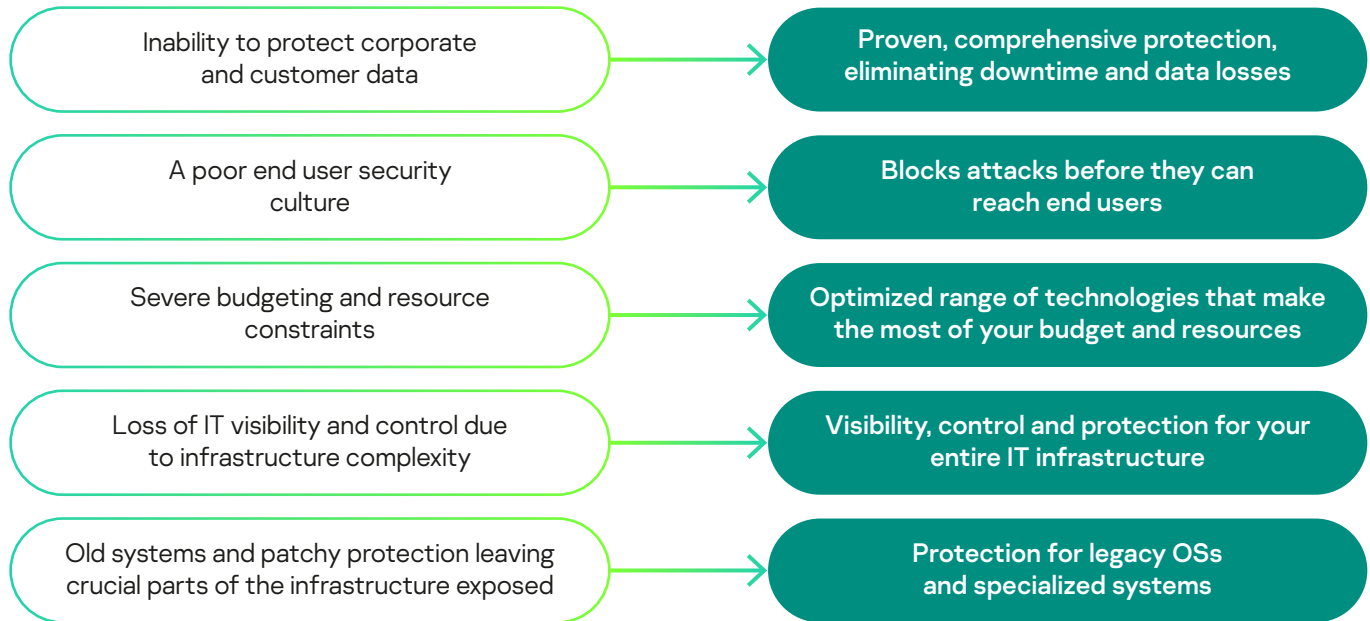 Inability to protect corporate
and customer data
Proven, comprehensive protection,
eliminating downtime and data losses
A poor end user security
culture
Blocks attacks before they can
reach end users
Severe budgeting and resource
constraints
Optimized range of technologies that make
the most of your budget and resources
Loss of IT visibility and control due
to infrastructure complexity
Visibility, control and protection for your
entire IT infrastructure
Old systems and patchy protection leaving
crucial parts of the infrastructure exposed
Protection for legacy OSs
and specialized systems